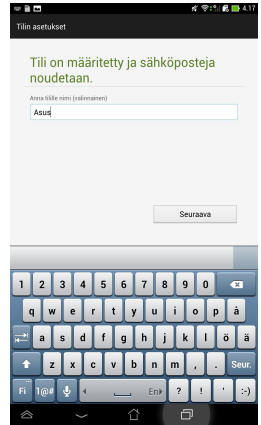 4.17
Tilin asetukset
Tili on määritetty ja sähköposteja
noudetaan.
Anna tilille nimi (valinnainen)
Asus
Seuraava
1 2 3 4 5 6 7 8 9 0
q w e r t y u i o p å
a s d f g h j k l ö ä
z x c v b n m , . Seur.
Fi 1@# En ? ! ' :-)